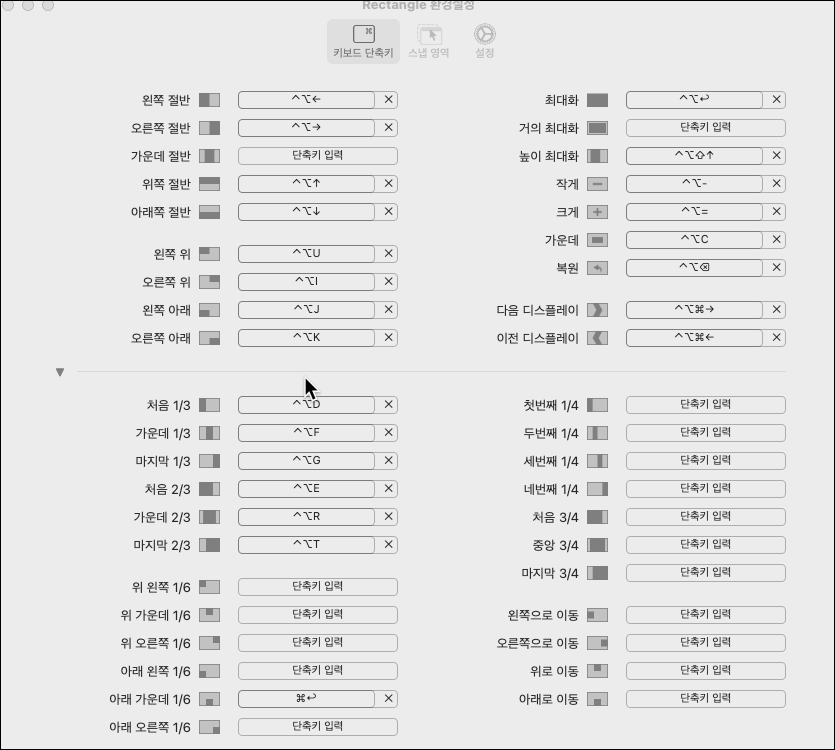 Rectangle 환경설정
키보드 단축키 스냅 영역 설정
왼쪽 절반 ^⌥←
오른쪽 절반 ^⌥→
가운데 절반 단축키 입력
위쪽 절반 ^⌥↑
아래쪽 절반 ^⌥↓
왼쪽 위 ^⌥U
오른쪽 위 ^⌥I
왼쪽 아래 ^⌥J
오른쪽 아래 ^⌥K
최대화 ^⌥↩
거의 최대화 단축키 입력
높이 최대화 ^⌥⇧↑
작게 ^⌥-
크게 ^⌥=
가운데 ^⌥C
복원 ^⌥⌫
다음 디스플레이 ^⌥⌘→
이전 디스플레이 ^⌥⌘←
처음 1/3 ^⌥D
가운데 1/3 ^⌥F
마지막 1/3 ^⌥G
처음 2/3 ^⌥E
가운데 2/3 ^⌥R
마지막 2/3 ^⌥T
위 왼쪽 1/6 단축키 입력
위 가운데 1/6 단축키 입력
위 오른쪽 1/6 단축키 입력
아래 왼쪽 1/6 단축키 입력
아래 가운데 1/6 ⌘↩
아래 오른쪽 1/6 단축키 입력
첫번째 1/4 단축키 입력
두번째 1/4 단축키 입력
세번째 1/4 단축키 입력
네번째 1/4 단축키 입력
처음 3/4 단축키 입력
중앙 3/4 단축키 입력
마지막 3/4 단축키 입력
왼쪽으로 이동 단축키 입력
오른쪽으로 이동 단축키 입력
위로 이동 단축키 입력
아래로 이동 단축키 입력